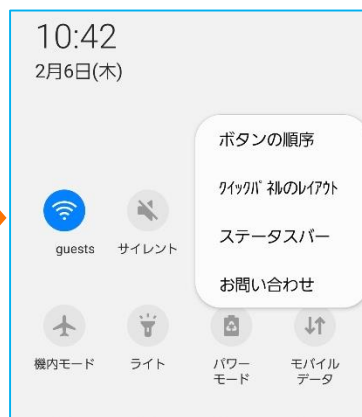 10:42
2月6日(木)
ボタンの順序
クイックパネルのレイアウト
ステータスバー
お問い合わせ
guests
サイレント
機内モード
ライト
パワー
モード
モバイル
データ